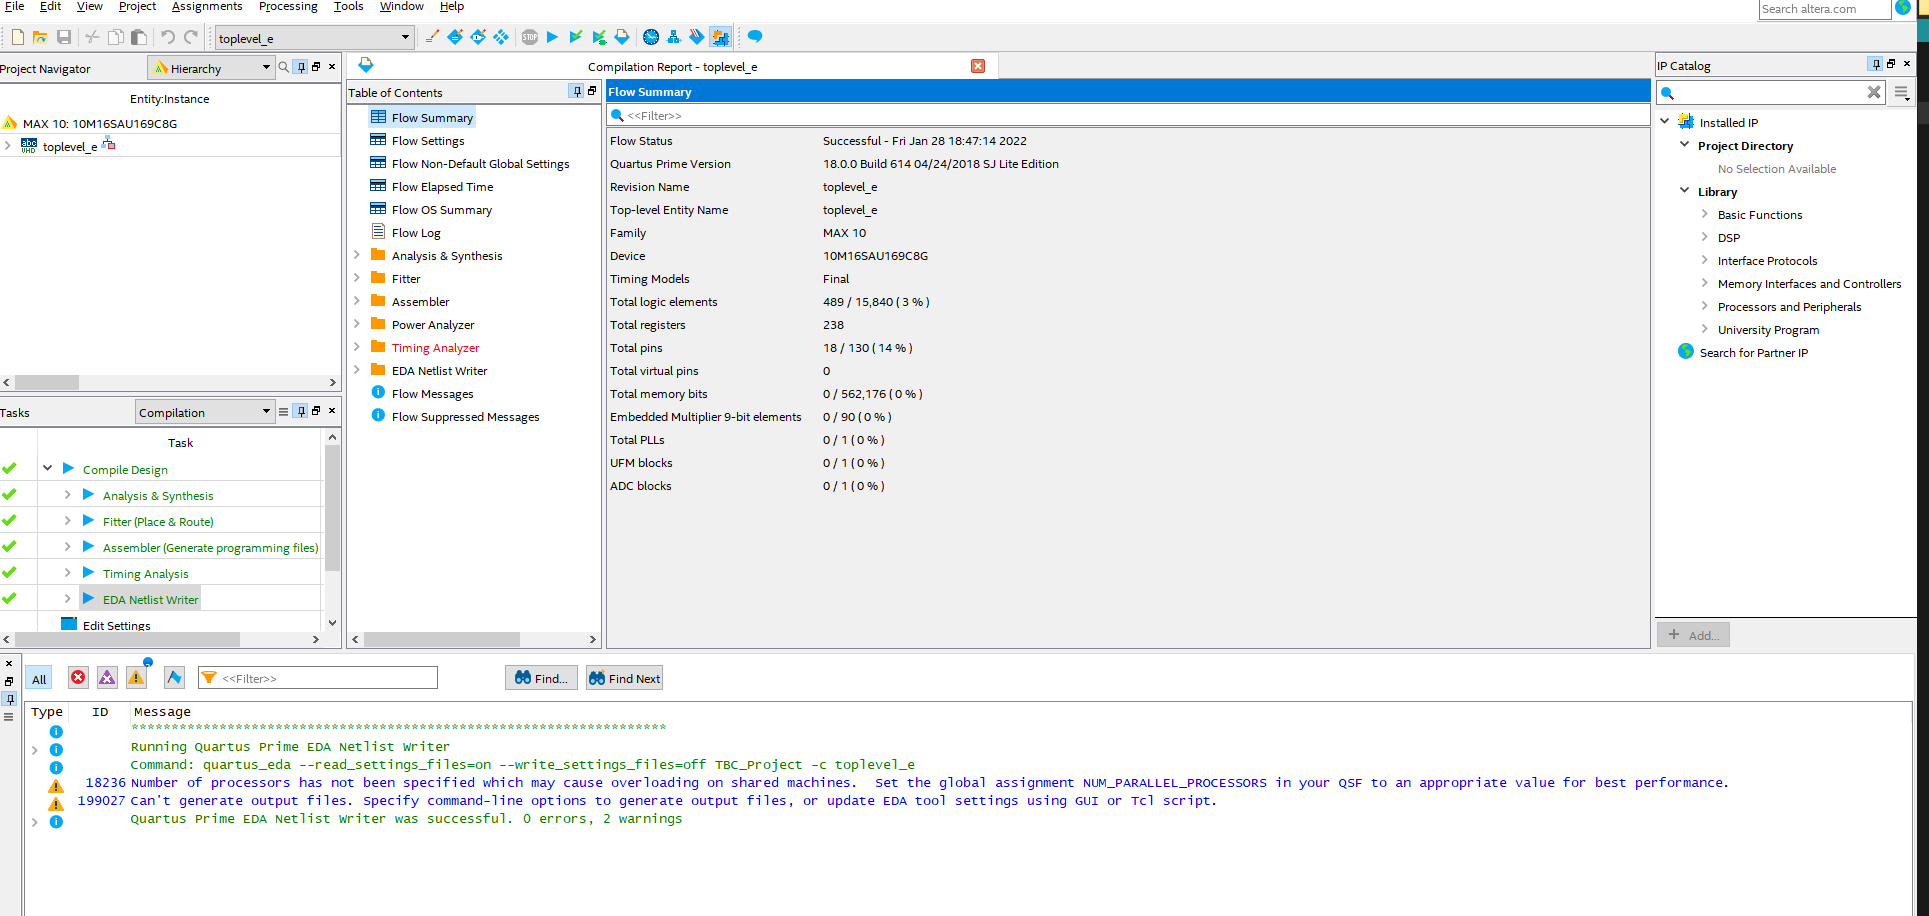 File Edit View Project Assignments Processing Tools Window Help
Search altera.com
toplevel_e
STOP
Project Navigator
Hierarchy
Entity:Instance
MAX 10: 10M16SAU169C8G
abc
VHD
toplevel_e
Tasks
Compilation
Task
Compile Design
Analysis & Synthesis
Fitter (Place & Route)
Assembler (Generate programming files)
Timing Analysis
EDA Netlist Writer
Edit Settings
Compilation Report - toplevel_e
Table of Contents
Flow Summary
Flow Settings
Flow Non-Default Global Settings
Flow Elapsed Time
Flow OS Summary
Flow Log
Analysis & Synthesis
Fitter
Assembler
Power Analyzer
Timing Analyzer
EDA Netlist Writer
Flow Messages
Flow Suppressed Messages
Flow Summary
<<Filter>>
Flow Status Successful - Fri Jan 28 18:47:14 2022
Quartus Prime Version 18.0.0 Build 614 04/24/2018 SJ Lite Edition
Revision Name toplevel_e
Top-level Entity Name toplevel_e
Family MAX 10
Device 10M16SAU169C8G
Timing Models Final
Total logic elements 489 / 15,840 ( 3 % )
Total registers 238
Total pins 18 / 130 ( 14 % )
Total virtual pins 0
Total memory bits 0 / 562,176 ( 0 % )
Embedded Multiplier 9-bit elements 0 / 90 ( 0 % )
Total PLLs 0 / 1 ( 0 % )
UFM blocks 0 / 1 ( 0 % )
ADC blocks 0 / 1 ( 0 % )
IP Catalog
Installed IP
Project Directory
No Selection Available
Library
Basic Functions
DSP
Interface Protocols
Memory Interfaces and Controllers
Processors and Peripherals
University Program
Search for Partner IP
+ Add...
All
<<Filter>>
Find...
Find Next
Type ID Message
*******************************************************************
Running Quartus Prime EDA Netlist Writer
Command: quartus_eda --read_settings_files=on --write_settings_files=off TBC_Project -c toplevel_e
18236 Number of processors has not been specified which may cause overloading on shared machines.  Set the global assignment NUM_PARALLEL_PROCESSORS in your QSF to an appropriate value for best performance.
199027 Can't generate output files. Specify command-line options to generate output files, or update EDA tool settings using GUI or Tcl script.
Quartus Prime EDA Netlist Writer was successful. 0 errors, 2 warnings